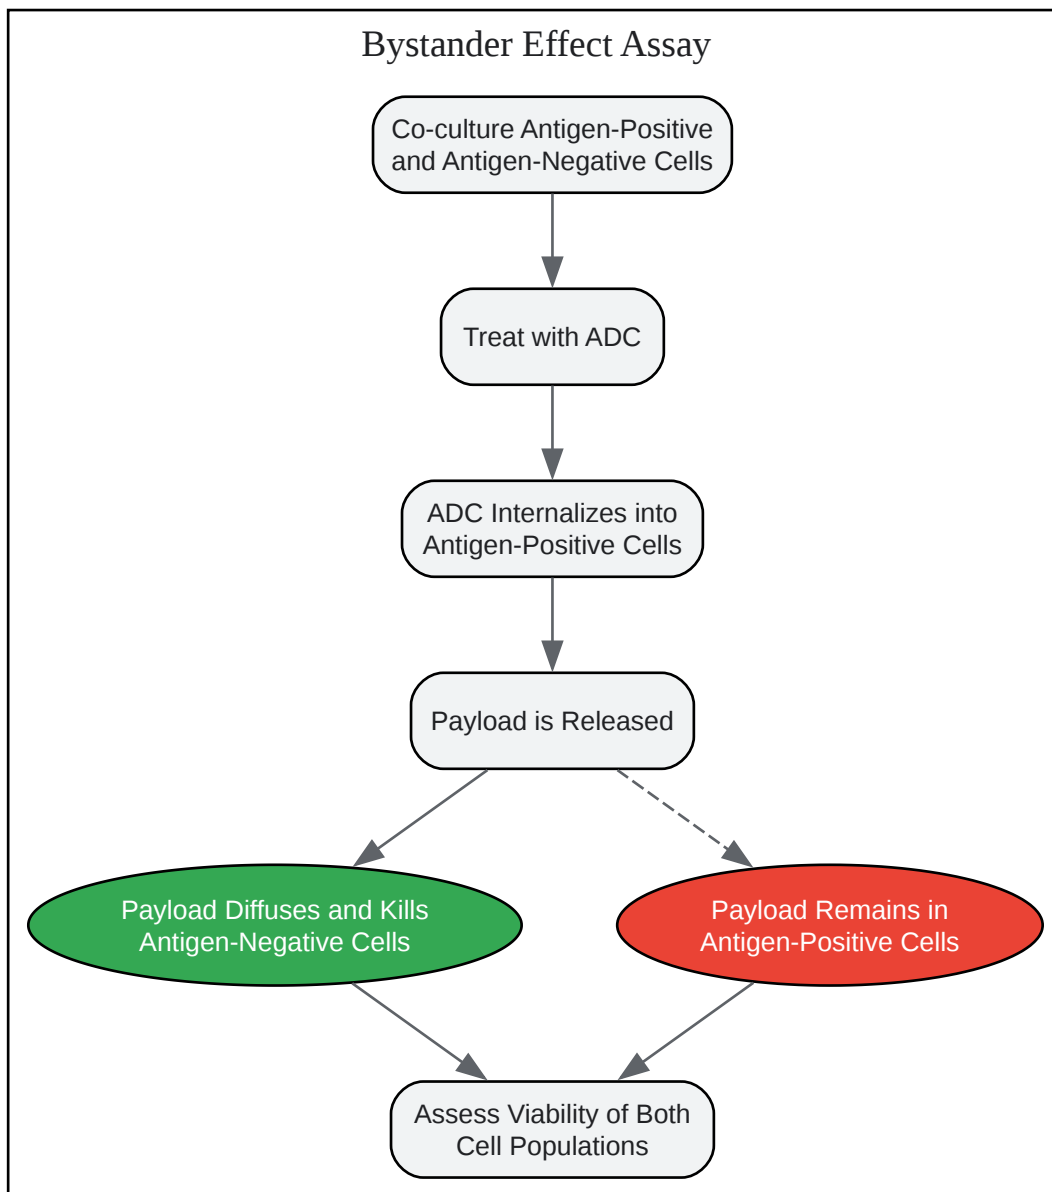 Bystander Effect Assay
Co-culture Antigen-Positive
and Antigen-Negative Cells
Treat with ADC
ADC Internalizes into
Antigen-Positive Cells
Payload is Released
Payload Diffuses and Kills
Antigen-Negative Cells
Payload Remains in
Antigen-Positive Cells
Assess Viability of Both
Cell Populations